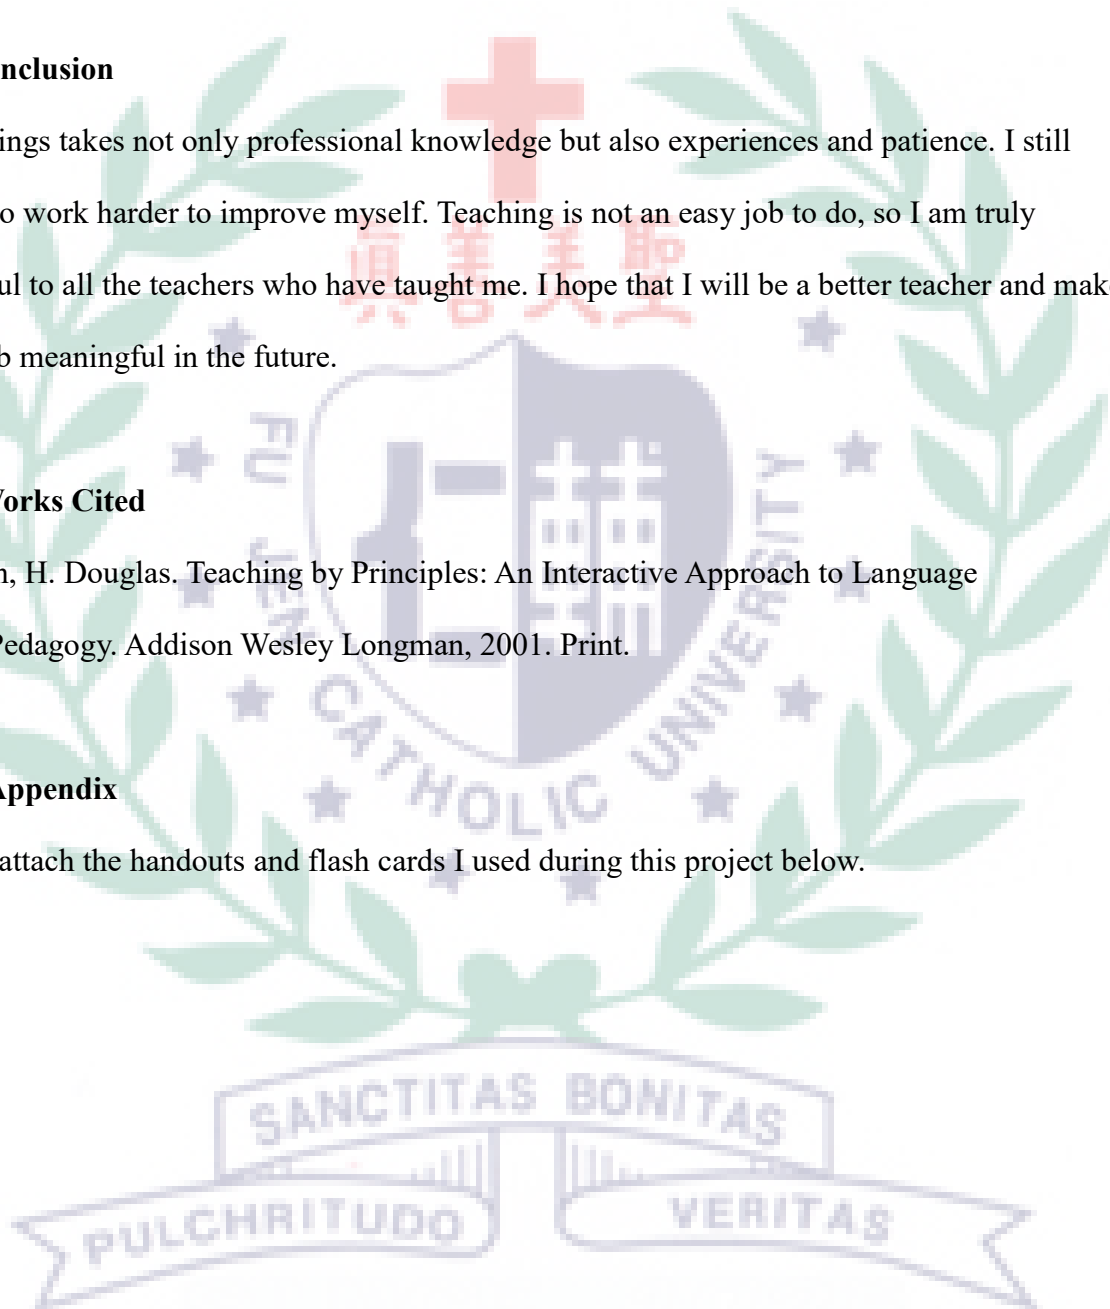 nclusion
ings takes not only professional knowledge but also experiences and patience. I still
o work harder to improve myself. Teaching is not an easy job to do, so I am truly
ul to all the teachers who have taught me. I hope that I will be a better teacher and mak
b meaningful in the future.
orks Cited
n, H. Douglas. Teaching by Principles: An Interactive Approach to Language
Pedagogy. Addison Wesley Longman, 2001. Print.
Appendix
attach the handouts and flash cards I used during this project below.
真善美聖
FU JEN CATHOLIC UNIVERSITY
SANCTITAS BONITAS
PULCHRITUDO VERITAS